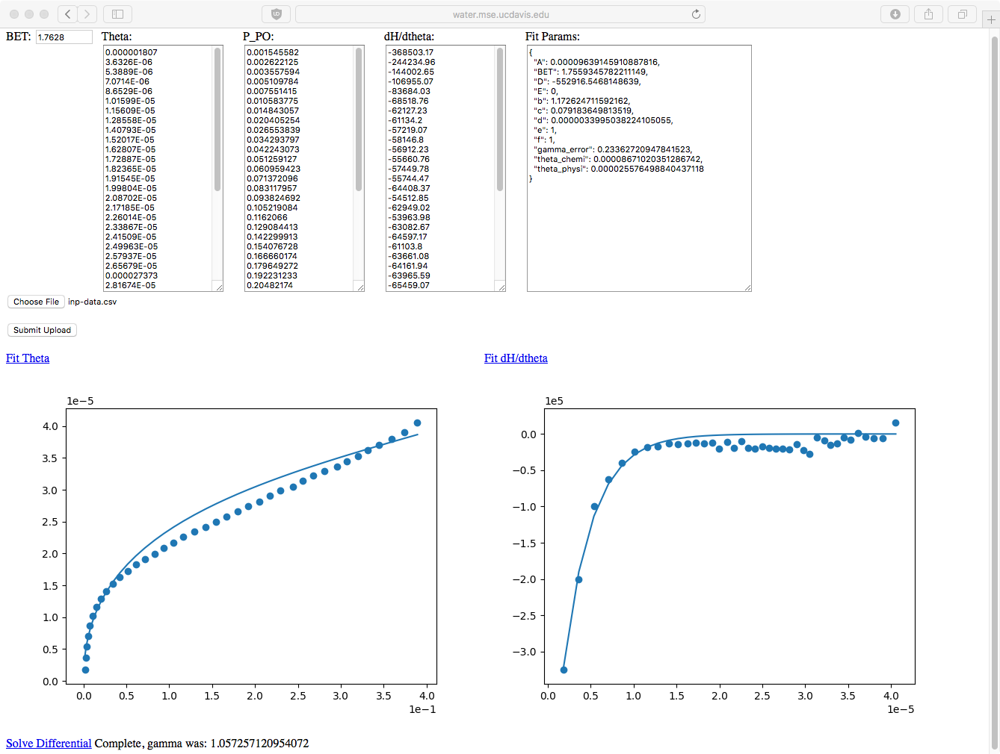 water.mse.ucdavis.edu
BET: 1.7628 Theta: P_PO: dH/dtheta: Fit Params:
0.000001807
3.6326E-06
5.3889E-06
7.0714E-06
8.6529E-06
1.01599E-05
1.15609E-05
1.28558E-05
1.40793E-05
1.52017E-05
1.62807E-05
1.72887E-05
1.82365E-05
1.91545E-05
1.99804E-05
2.08702E-05
2.17185E-05
2.26014E-05
2.33867E-05
2.41509E-05
2.49963E-05
2.57937E-05
2.65679E-05
0.000027373
2.81674E-05
0.001545582
0.002622125
0.003557594
0.005109784
0.007551415
0.010583775
0.014843057
0.020405254
0.026553839
0.034293797
0.042243073
0.051259127
0.060959423
0.071372096
0.083117957
0.093824692
0.105219084
0.1162066
0.129084413
0.142299913
0.154076728
0.166660174
0.179649272
0.192231233
0.20482174
-368503.17
-244234.96
-144002.65
-106955.07
-83684.03
-68518.76
-62127.23
-61134.2
-57219.07
-58146.8
-56912.23
-55660.76
-57449.78
-55744.47
-64408.37
-54512.85
-62949.02
-53963.98
-63082.67
-64597.17
-61103.8
-63661.08
-64161.94
-63965.59
-65459.07
{
"A": 0.00009639145910887816,
"BET": 1.7559345782211149,
"D": -552916.5468148639,
"E": 0,
"b": 1.172624711592162,
"c": 0.079183649813519,
"d": 0.0000033995038224105055,
"e": 1,
"f": 1,
"gamma_error": 0.23362720947841523,
"theta_chemi": 0.00008671020351286742,
"theta_physi": 0.000025576498840437118
}
Choose File inp-data.csv
Submit Upload
Fit Theta
Fit dH/dtheta
1e−5
4.0
3.5
3.0
2.5
2.0
1.5
1.0
0.5
0.0
0.0 0.5 1.0 1.5 2.0 2.5 3.0 3.5 4.0
1e−1
1e5
0.0
−0.5
−1.0
−1.5
−2.0
−2.5
−3.0
0.0 0.5 1.0 1.5 2.0 2.5 3.0 3.5 4.0
1e−5
Solve Differential Complete, gamma was: 1.057257120954072